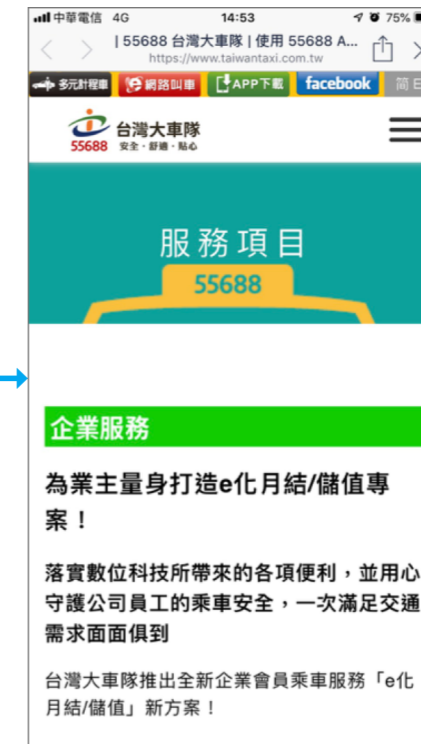 中華電信 4G 14:53 75%
| 55688 台灣大車隊 | 使用 55688 A...
https://www.taiwantaxi.com.tw
多元計程車 網路叫車 APP下載 facebook 简 E
55688 台灣大車隊
安全·舒適·貼心
服務項目
55688
企業服務
為業主量身打造e化月結/儲值專
案！
落實數位科技所帶來的各項便利，並用心
守護公司員工的乘車安全，一次滿足交通
需求面面俱到
台灣大車隊推出全新企業會員乘車服務「e化
月結/儲值」新方案！